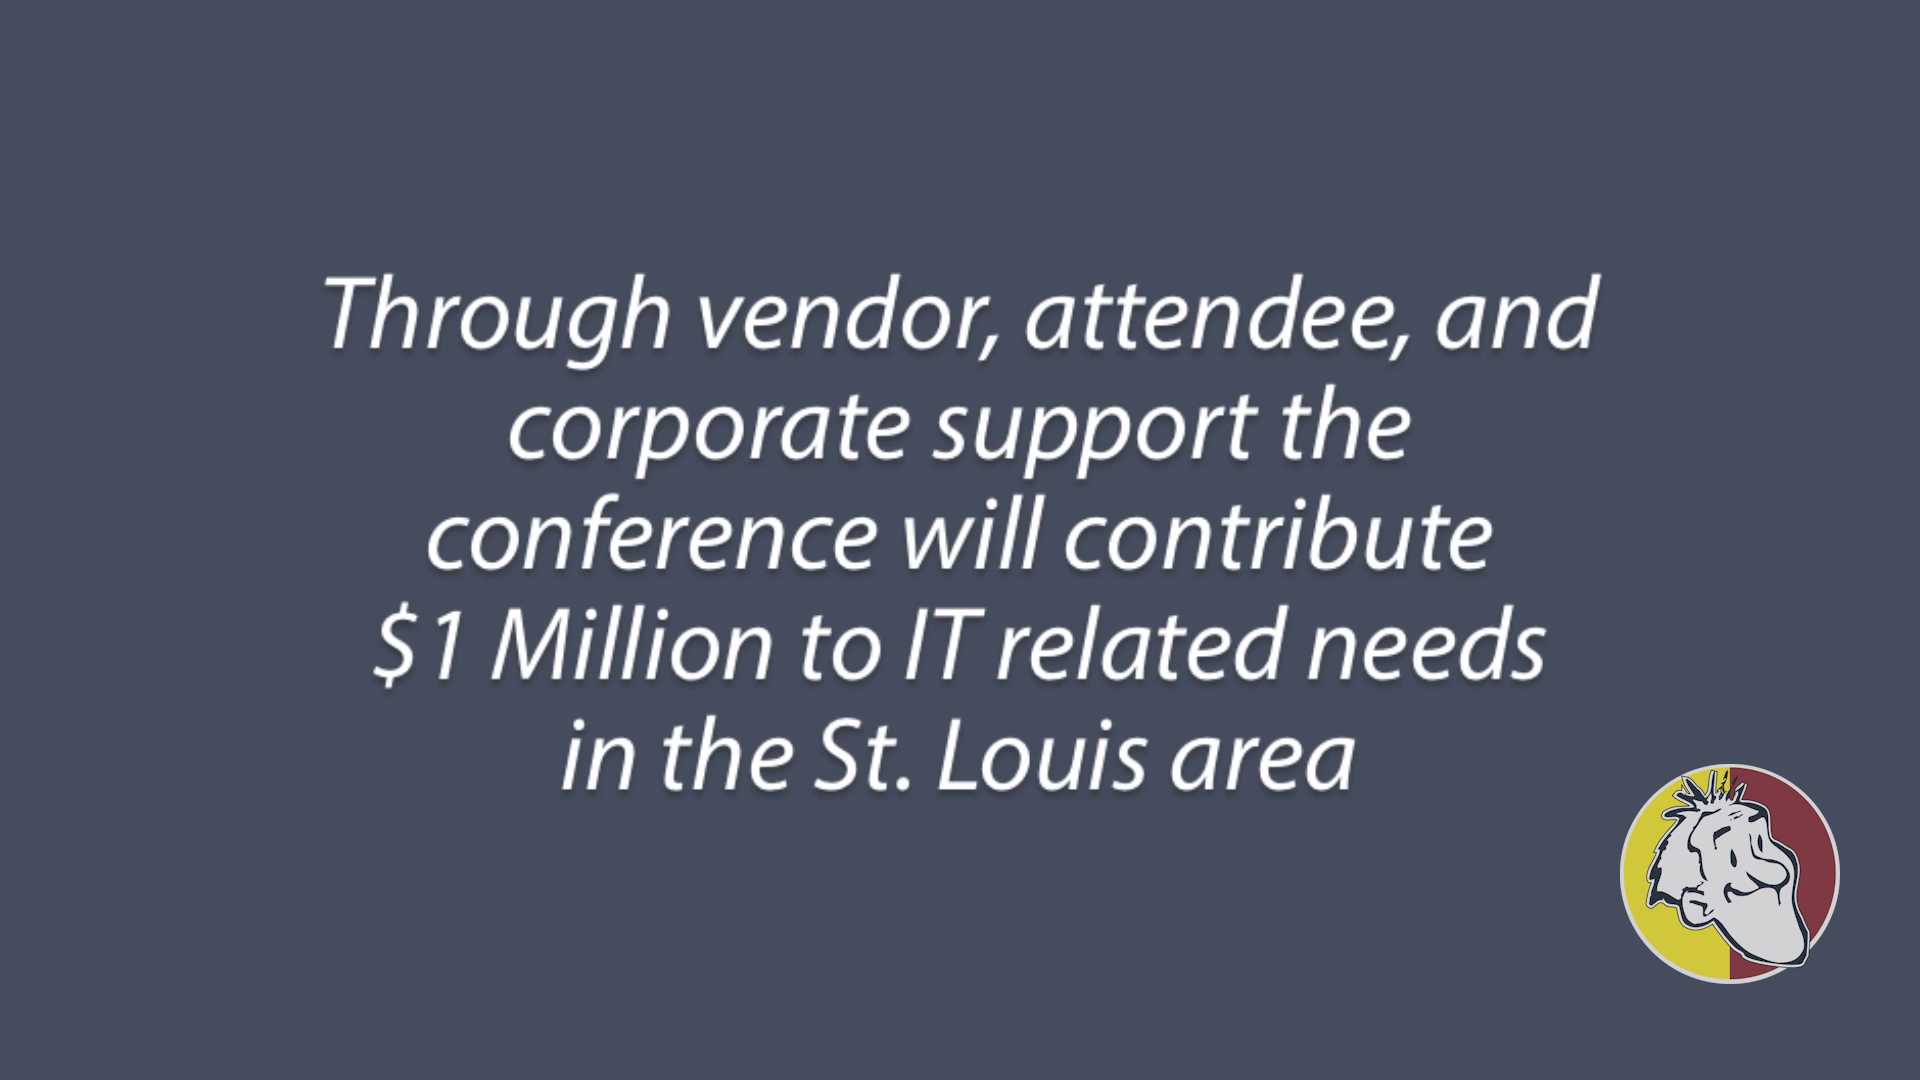 Through vendor, attendee, and
corporate support the
conference will contribute
$1 Million to IT related needs
in the St. Louis area